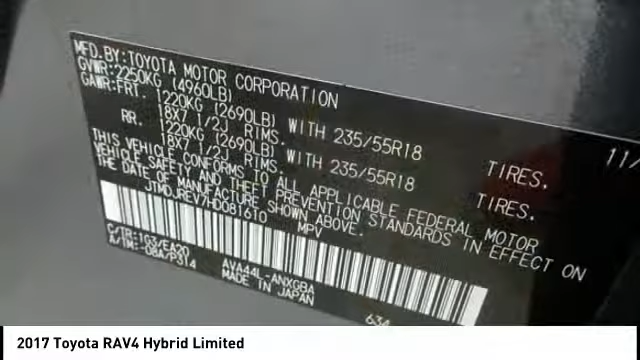 MFD.BY:TOYOTA MOTOR CORPORATION 11/
GVWR:2250KG (4960LB)
GAWR:FRT 1220KG (2690LB) WITH 235/55R18 TIRES.
18X7 1/2J RIMS.
RR. 1220KG (2690LB) WITH 235/55R18 TIRES.
18X7 1/2J RIMS.
THIS VEHICLE CONFORMS TO ALL APPLICABLE FEDERAL MOTOR
VEHICLE SAFETY AND THEFT PREVENTION STANDARDS IN EFFECT ON
THE DATE OF MANUFACTURE SHOWN ABOVE.
JTMDJREV7HD081610 MPV
C/TR:1G3/EA20 AVA44L-ANXGBA
A/TM:-08A/P314 MADE IN JAPAN 634
2017 Toyota RAV4 Hybrid Limited